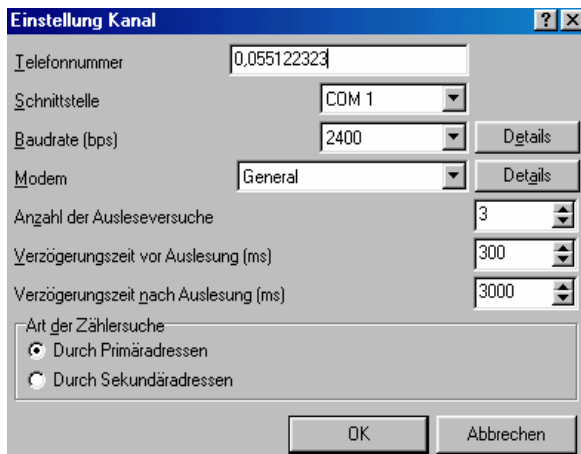 Einstellung Kanal
Telefonnummer 0,055122323
Schnittstelle COM 1
Baudrate (bps) 2400 Details
Modem General Details
Anzahl der Ausleseversuche 3
Verzögerungszeit vor Auslesung (ms) 300
Verzögerungszeit nach Auslesung (ms) 3000
Art der Zählersuche
Durch Primäradressen
Durch Sekundäradressen
OK Abbrechen